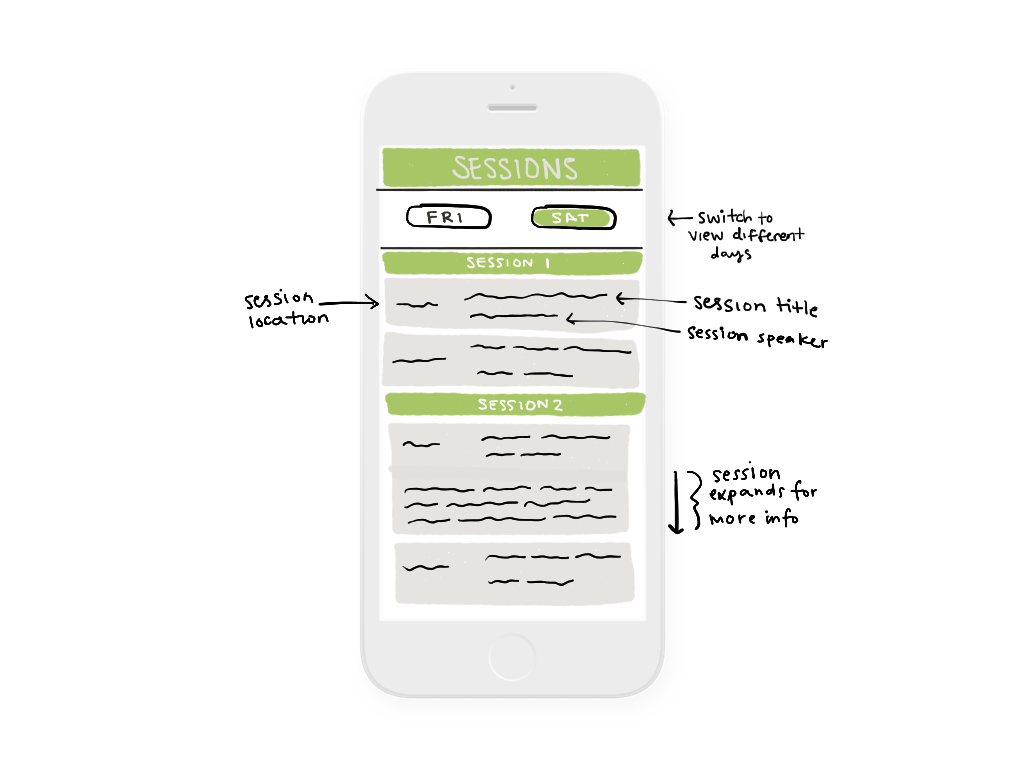 SESSIONS
FRI
SAT
switch to
view different
days
SESSION 1
session
location
session title
session speaker
SESSION 2
session
expands for
more info